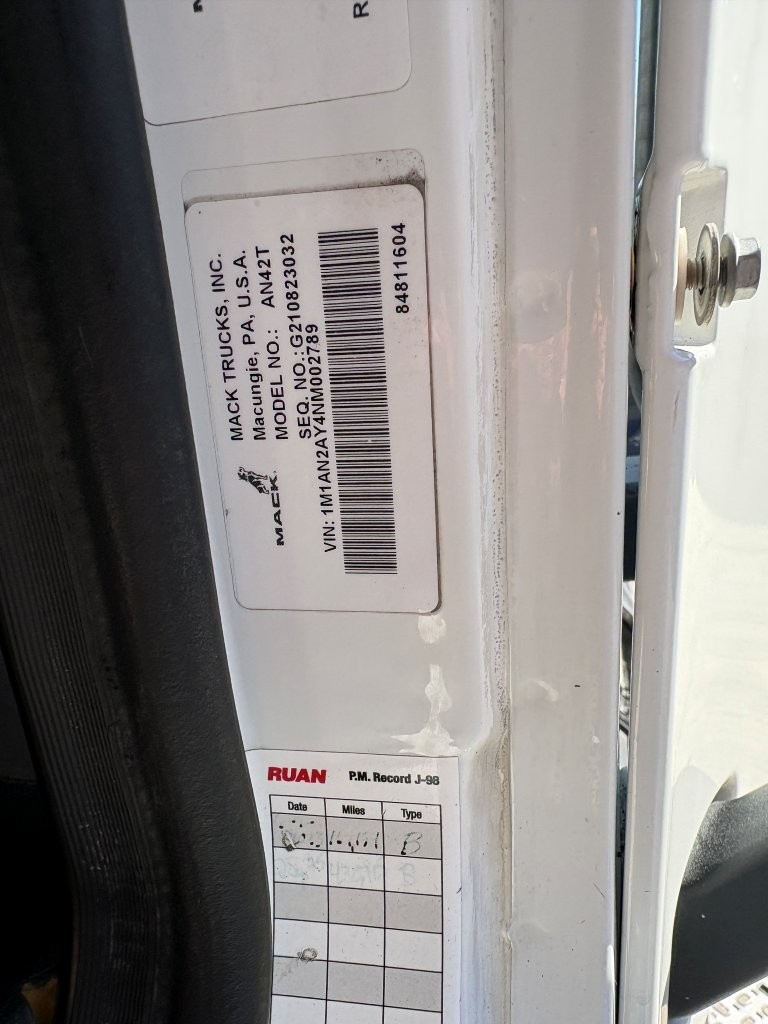 MACK TRUCKS, INC.
Macungie, PA, U.S.A.
MODEL NO.: AN42T
SEQ. NO.:G210823032
MACK.
VIN: 1M1AN2AY4NM002789
84811604
RUAN P.M. Record J-98
Date Miles Type
B